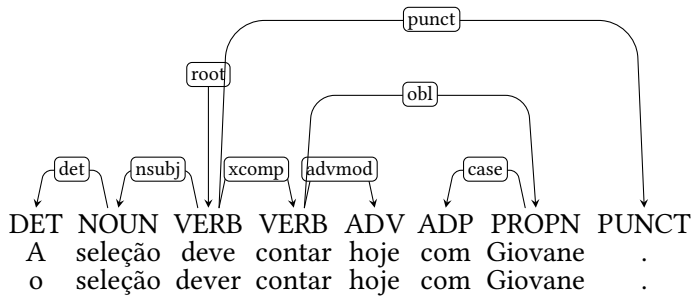 punct
root
obl
det nsubj xcomp advmod case
DET NOUN VERB VERB ADV ADP PROPN PUNCT
A seleção deve contar hoje com Giovane .
o seleção dever contar hoje com Giovane .